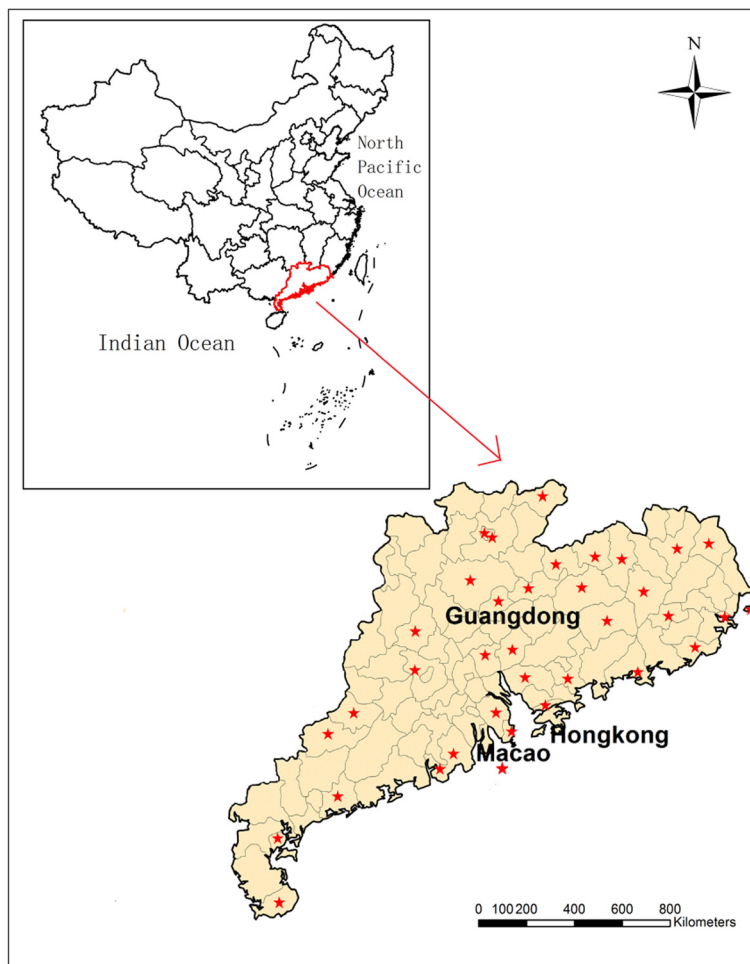 N
North
Pacific
Ocean
Indian Ocean
Guangdong
Hongkong
Macao
0 100 200 400 600 800
Kilometers